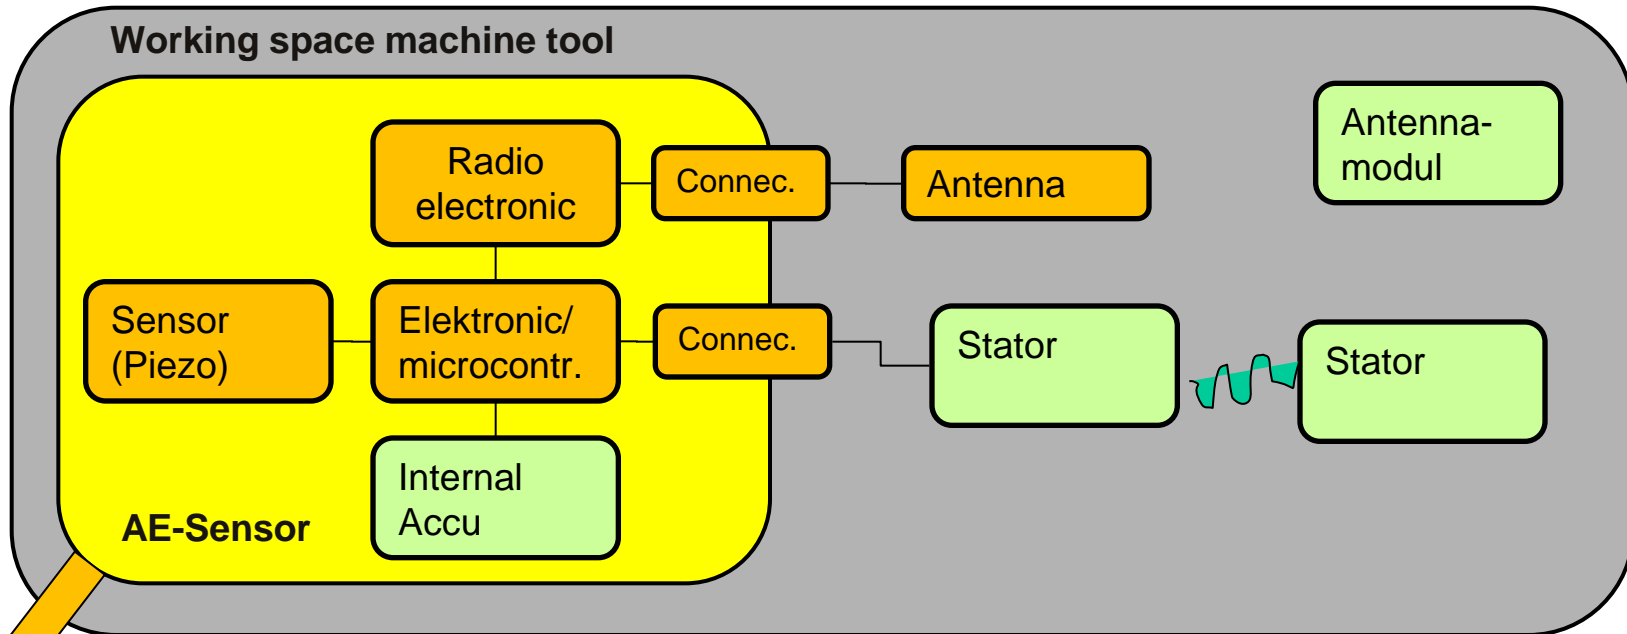 Working space machine tool
Radio
electronic
Connec.
Antenna
Antenna-
modul
Sensor
(Piezo)
Elektronic/
microcontr.
Connec.
Stator
Stator
Internal
Accu
AE-Sensor